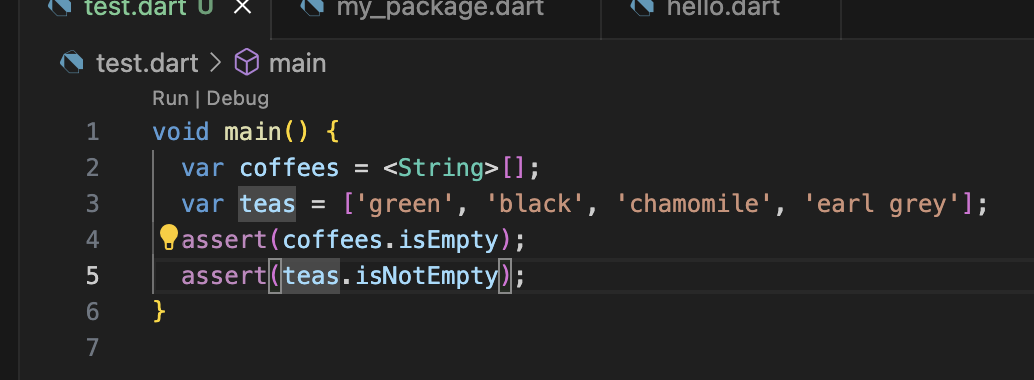 test.dart U
my_package.dart
hello.dart
test.dart > main
Run | Debug
1 void main() {
2 var coffees = <String>[];
3 var teas = ['green', 'black', 'chamomile', 'earl grey'];
4 assert(coffees.isEmpty);
5 assert(teas.isNotEmpty);
6 }
7